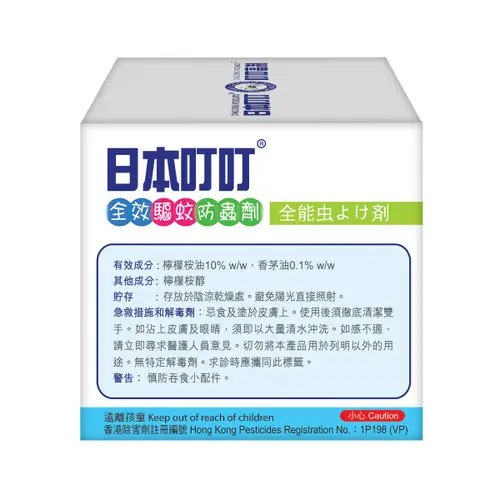 日本叮叮®
全效驅蚊防蟲劑 全能虫よけ剤
有效成分：檸檬桉油10% w/w，香茅油0.1% w/w
其他成分：檸檬桉醇
貯存 ：存放於陰涼乾燥處。避免陽光直接照射。
急救措施和解毒劑：忌食及塗於皮膚上。使用後須徹底清潔雙
手。如沾上皮膚及眼睛，須即以大量清水沖洗。如感不適，
請立即尋求醫護人員意見。切勿將本產品用於列明以外的用
途。無特定解毒劑。求診時應攜同此標籤。
警告： 慎防吞食小配件。
遠離孩童 Keep out of reach of children
小心 Caution
香港除害劑註冊編號 Hong Kong Pesticides Registration No.：1P198 (VP)